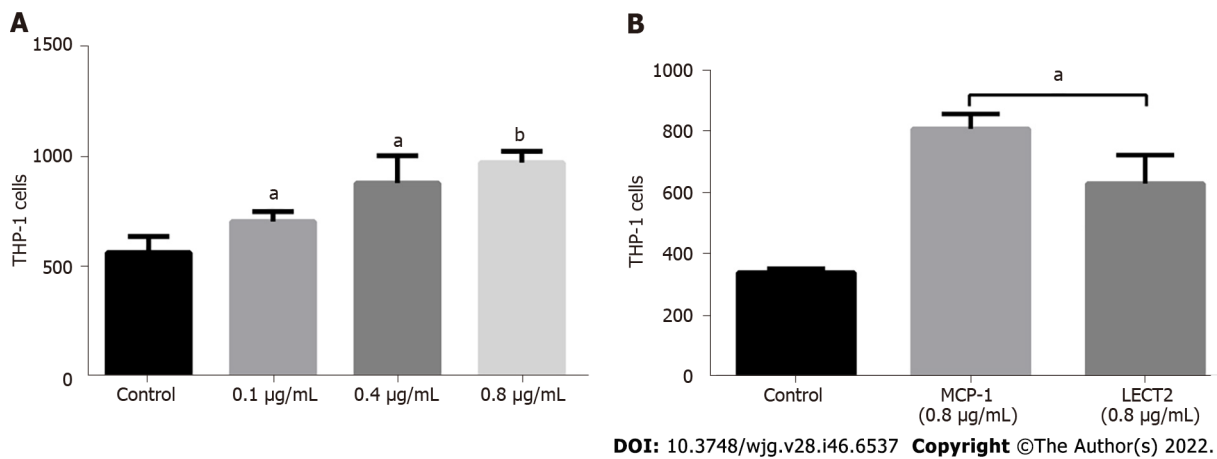 A
1500
1000
500
0
THP-1 cells
a
a
b
Control
0.1 µg/mL
0.4 µg/mL
0.8 µg/mL
B
1000
800
600
400
200
0
THP-1 cells
a
Control
MCP-1
(0.8 µg/mL)
LECT2
(0.8 µg/mL)
DOI: 10.3748/wjg.v28.i46.6537 Copyright ©The Author(s) 2022.